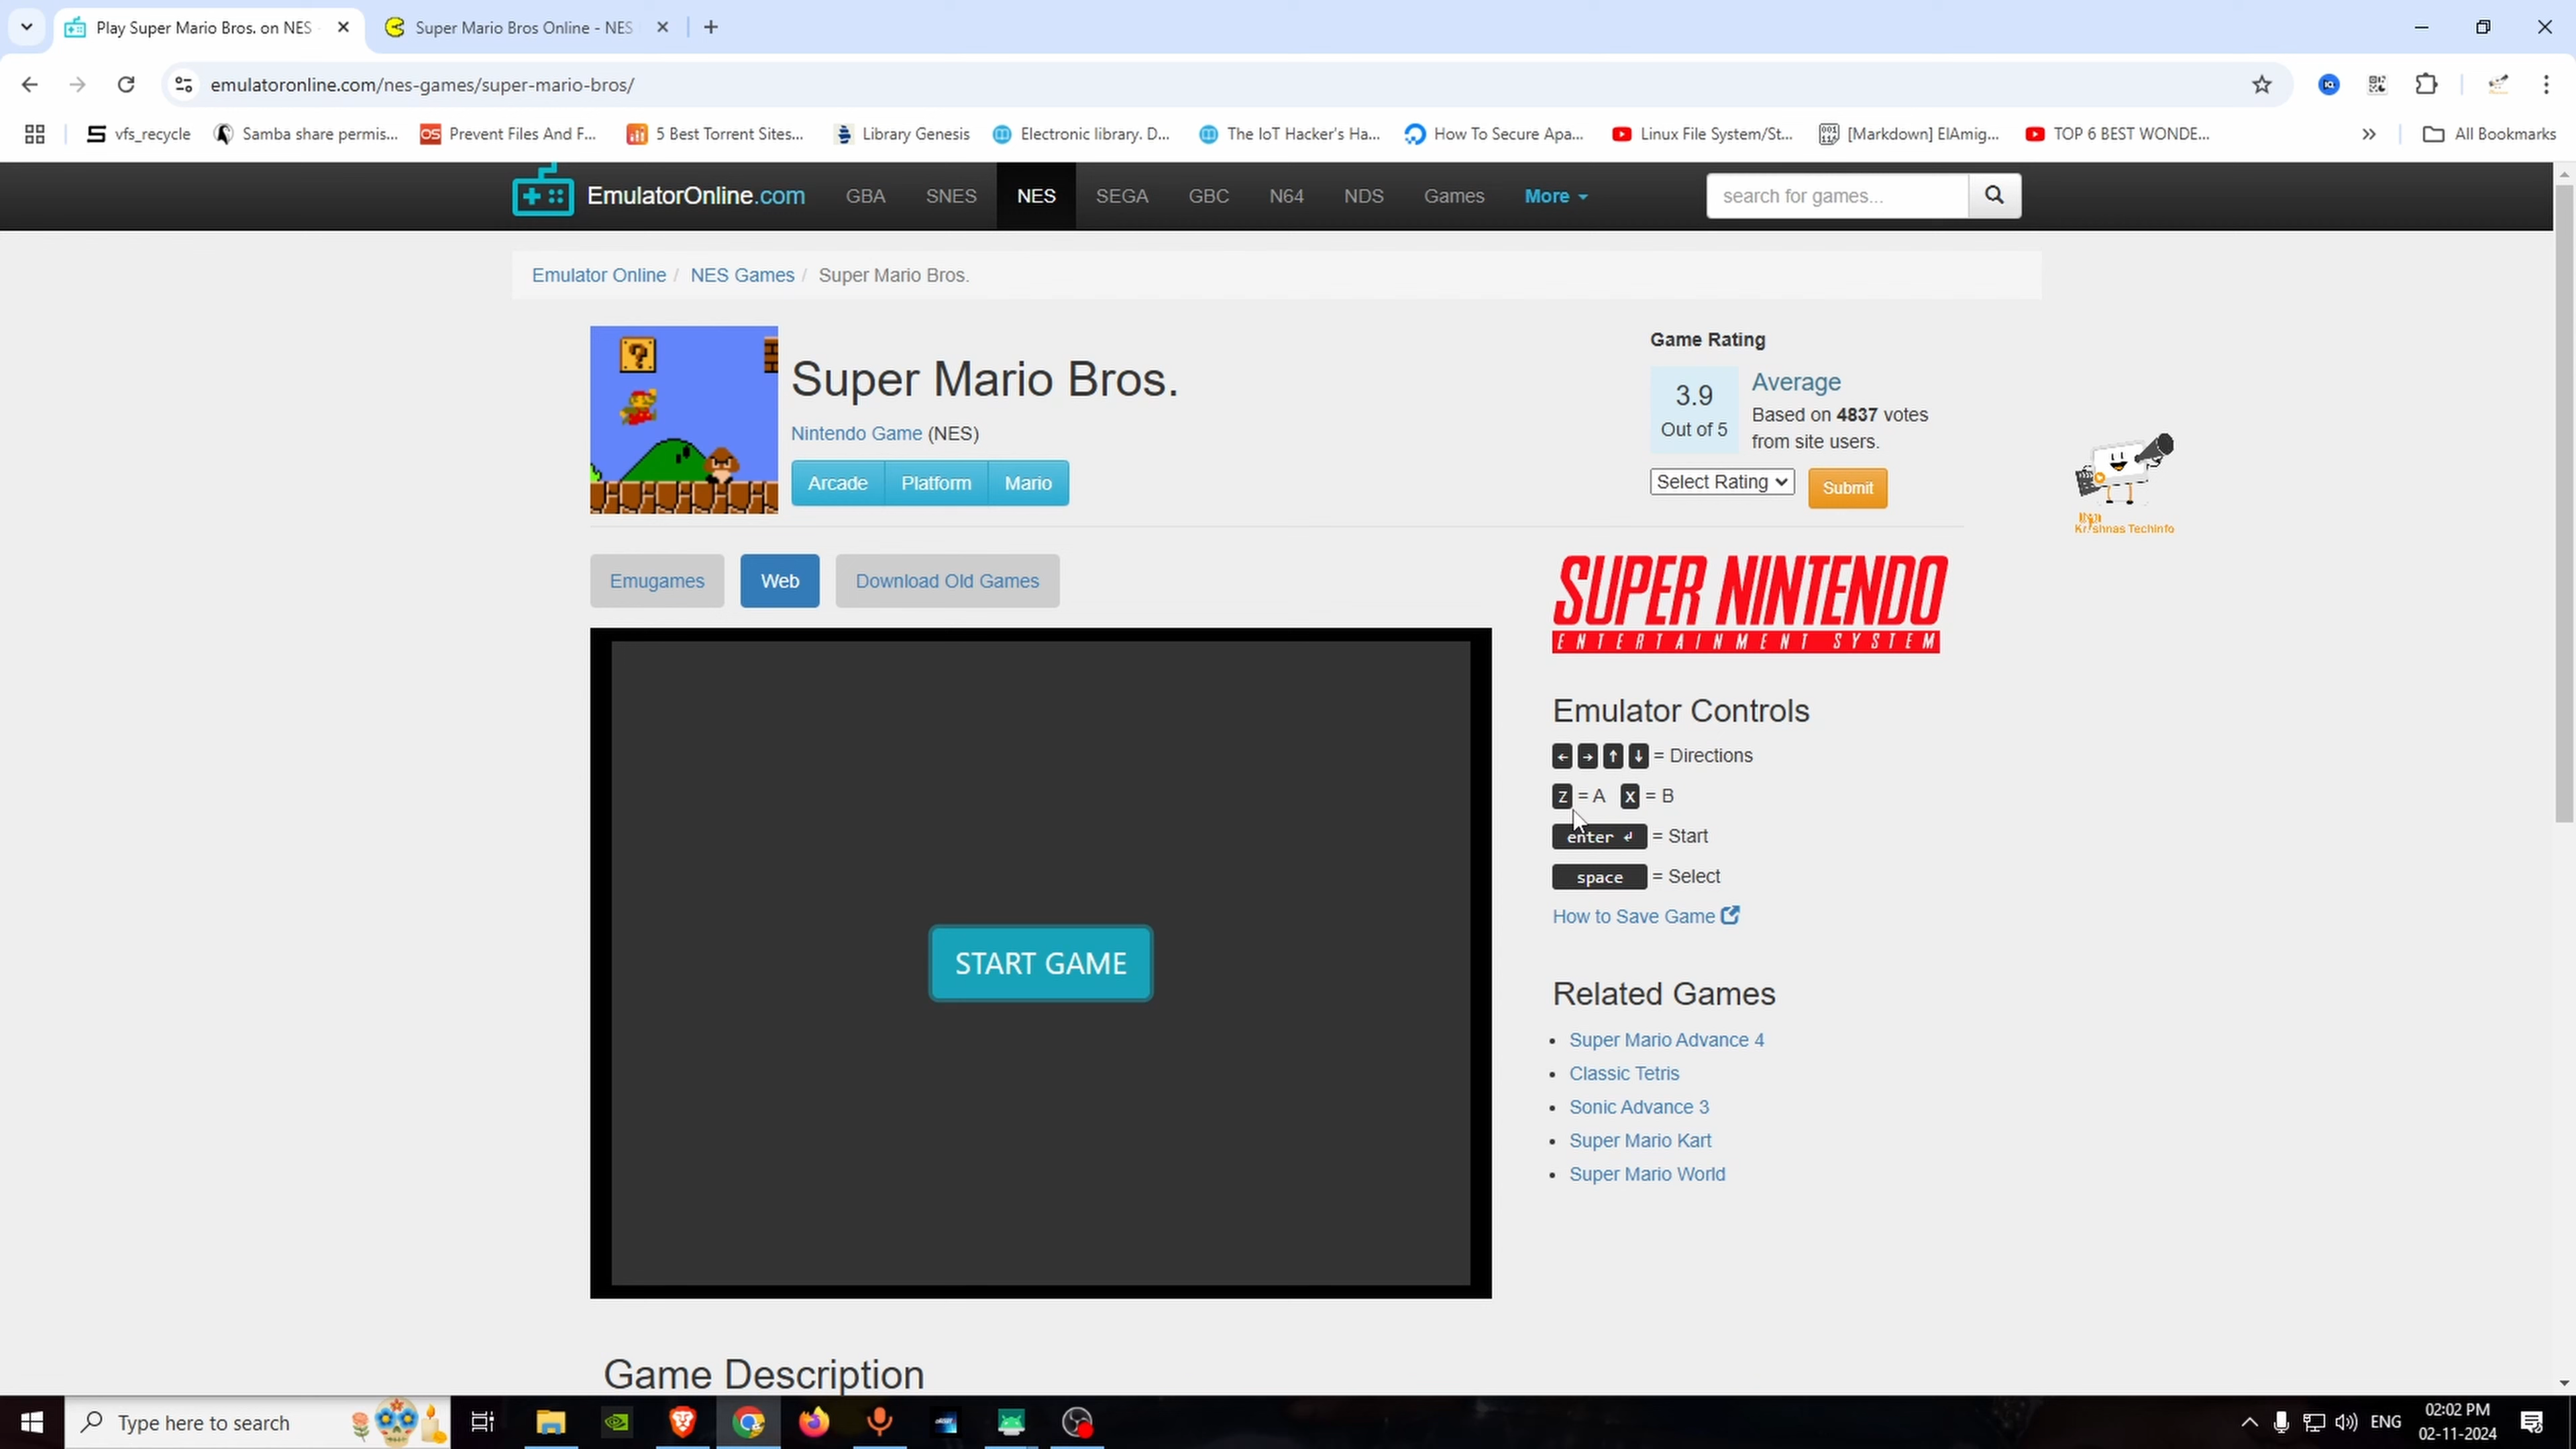 Play Super Mario Bros. on NES
Super Mario Bros Online - NES
emulatoronline.com/nes-games/super-mario-bros/
vfs_recycle
Samba share permis...
Prevent Files And F...
5 Best Torrent Sites...
Library Genesis
Electronic library. D...
The IoT Hacker's Ha...
How To Secure Apa...
Linux File System/St...
[Markdown] ElAmig...
TOP 6 BEST WONDE...
All Bookmarks
EmulatorOnline.com
GBA
SNES
NES
SEGA
GBC
N64
NDS
Games
More
search for games...
Emulator Online / NES Games / Super Mario Bros.
Super Mario Bros.
Nintendo Game (NES)
Arcade
Platform
Mario
Game Rating
3.9
Out of 5
Average
Based on 4837 votes
from site users.
Select Rating
Submit
Krishnas Techinfo
Emugames
Web
Download Old Games
START GAME
SUPER NINTENDO
ENTERTAINMENT SYSTEM
Emulator Controls
← → ↑ ↓ = Directions
Z = A X = B
enter ↲ = Start
space = Select
How to Save Game
Related Games
• Super Mario Advance 4
• Classic Tetris
• Sonic Advance 3
• Super Mario Kart
• Super Mario World
Game Description
Type here to search
ENG
02:02 PM
02-11-2024